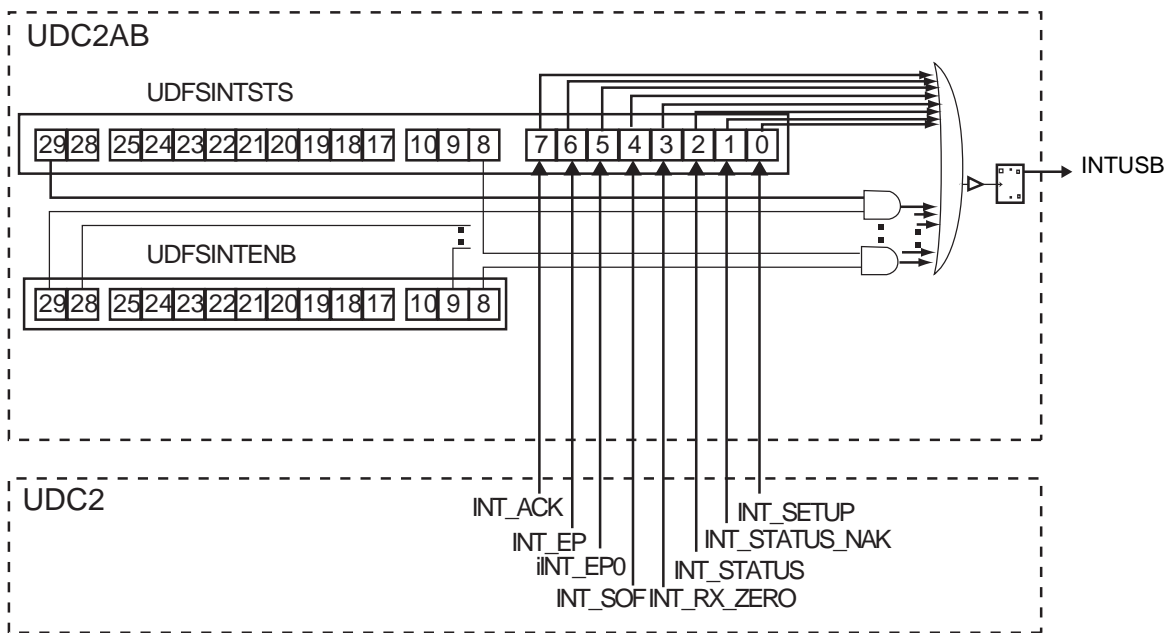 UDC2AB
UDFSINTSTS
29 28 25 24 23 22 21 20 19 18 17 10 9 8 7 6 5 4 3 2 1 0
INTUSB
UDFSINTENB
29 28 25 24 23 22 21 20 19 18 17 10 9 8
UDC2
INT_ACK
INT_SETUP
INT_EP
INT_STATUS_NAK
iINT_EP0
INT_STATUS
INT_SOF
INT_RX_ZERO